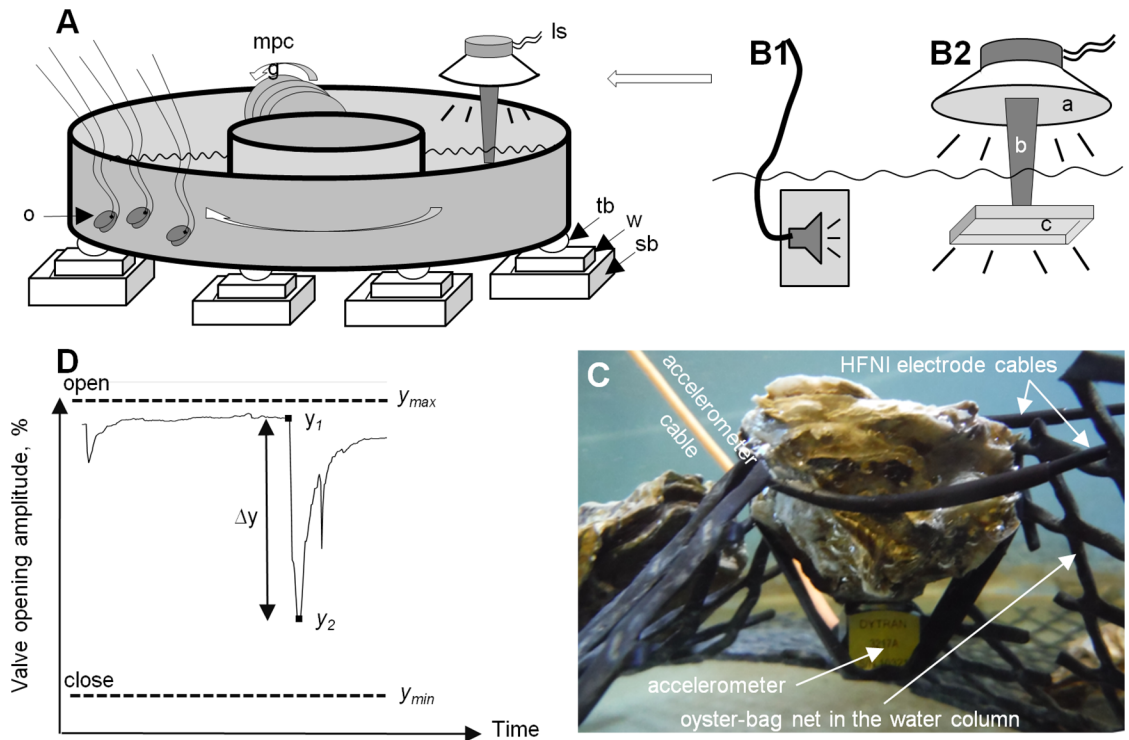 A
mpc
g
ls
o
tb
w
sb
B1
B2
a
b
c
D
open
Valve opening amplitude, %
ymax
y1
Δy
y2
close
ymin
Time
C
accelerometer
cable
HFNI electrode cables
DYTRAN
accelerometer
oyster-bag net in the water column